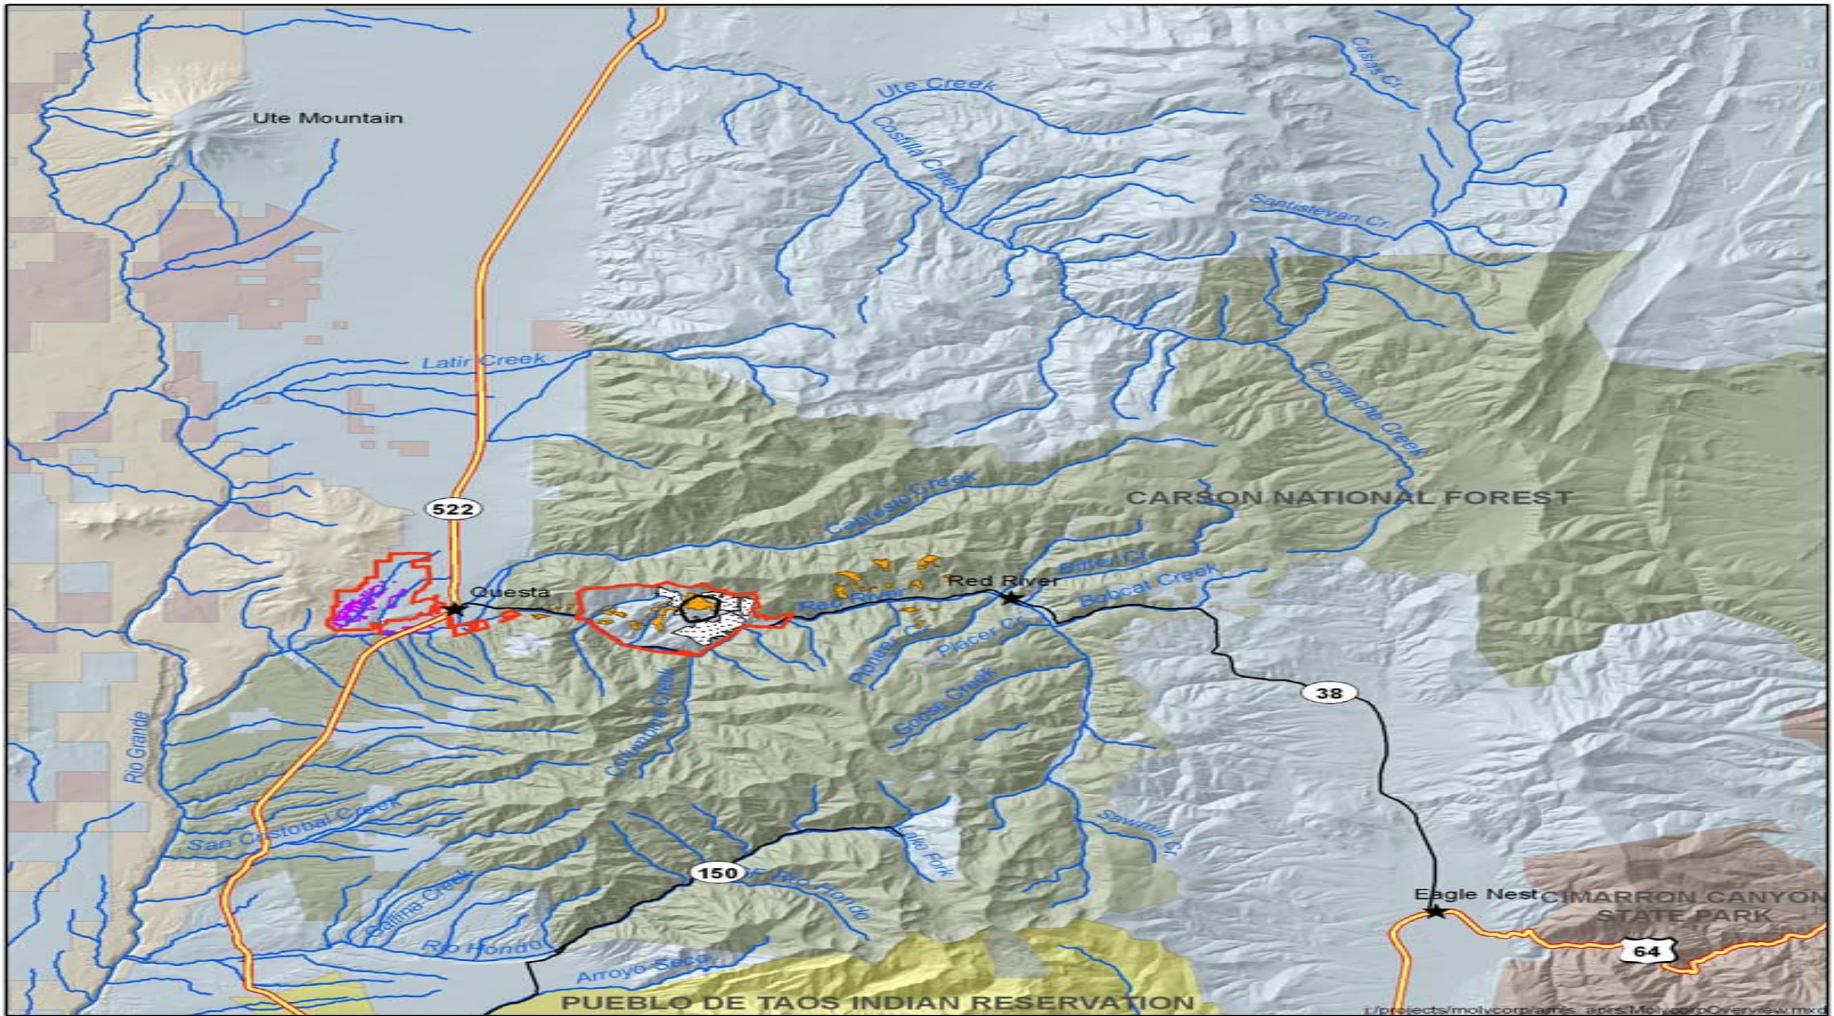 Casias Cr.
Ute Creek
Ute Mountain
Costilla Creek
Santistevan Cr.
Latir Creek
Comanche Creek
Cabresto Creek
CARSON NATIONAL FOREST
522
Bitter Cr.
Red River
Questa
Bobcat Creek
Red River
Pioneer Cr.
Placer Cr.
Columbine Creek
Goose Creek
38
Rio Grande
San Cristobal Creek
Sawmill Cr.
Lake Fork
150
Rio Hondo
Gallina Creek
Eagle Nest
CIMARRON CANYON
STATE PARK
Rio Hondo
64
Arroyo Seco
PUEBLO DE TAOS INDIAN RESERVATION